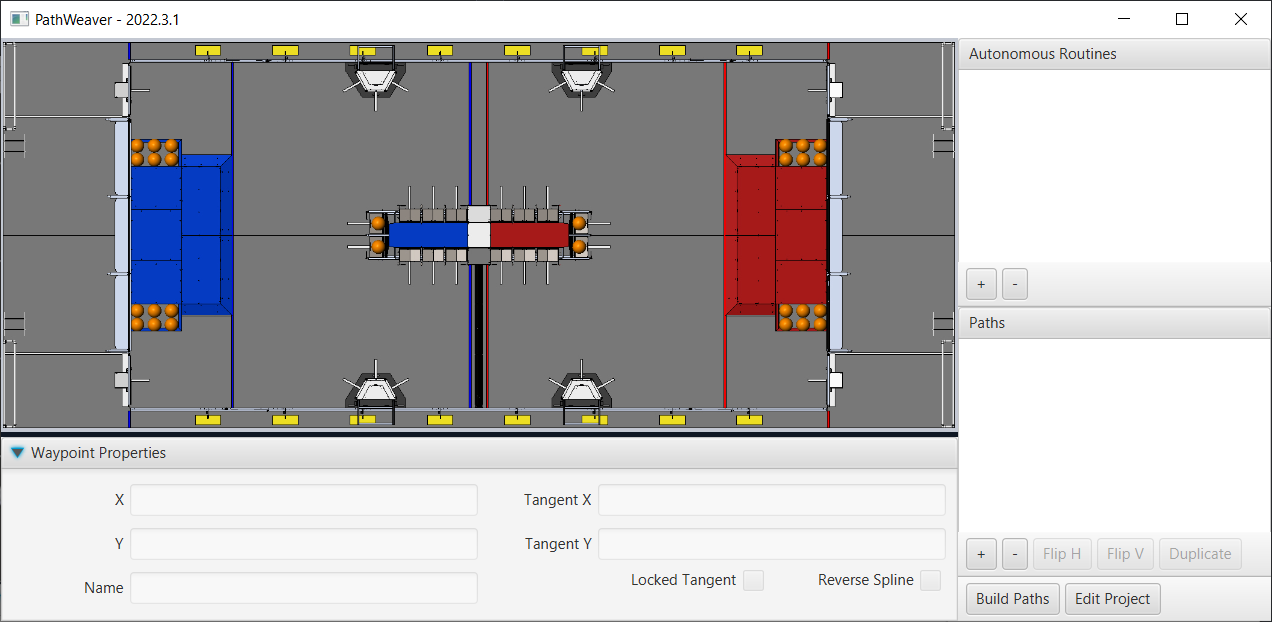 PathWeaver - 2022.3.1
Autonomous Routines
+ -
Paths
+ - Flip H Flip V Duplicate
Build Paths Edit Project
Waypoint Properties
X Tangent X
Y Tangent Y
Name Locked Tangent Reverse Spline